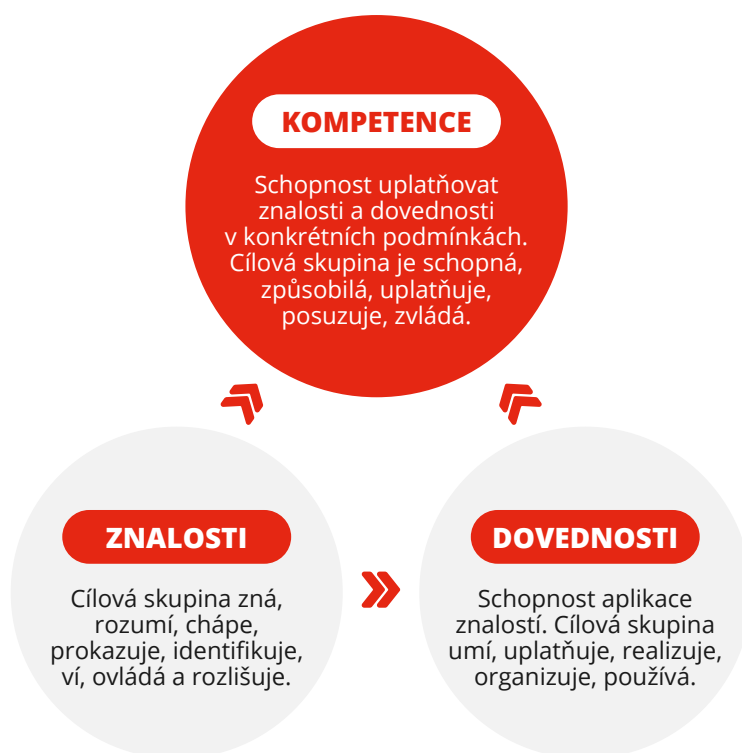 KOMPETENCE
Schopnost uplatňovat
znalosti a dovednosti
v konkrétních podmínkách.
Cílová skupina je schopná,
způsobilá, uplatňuje,
posuzuje, zvládá.
ZNALOSTI
Cílová skupina zná,
rozumí, chápe,
prokazuje, identifikuje,
ví, ovládá a rozlišuje.
DOVEDNOSTI
Schopnost aplikace
znalostí. Cílová skupina
umí, uplatňuje, realizuje,
organizuje, používá.